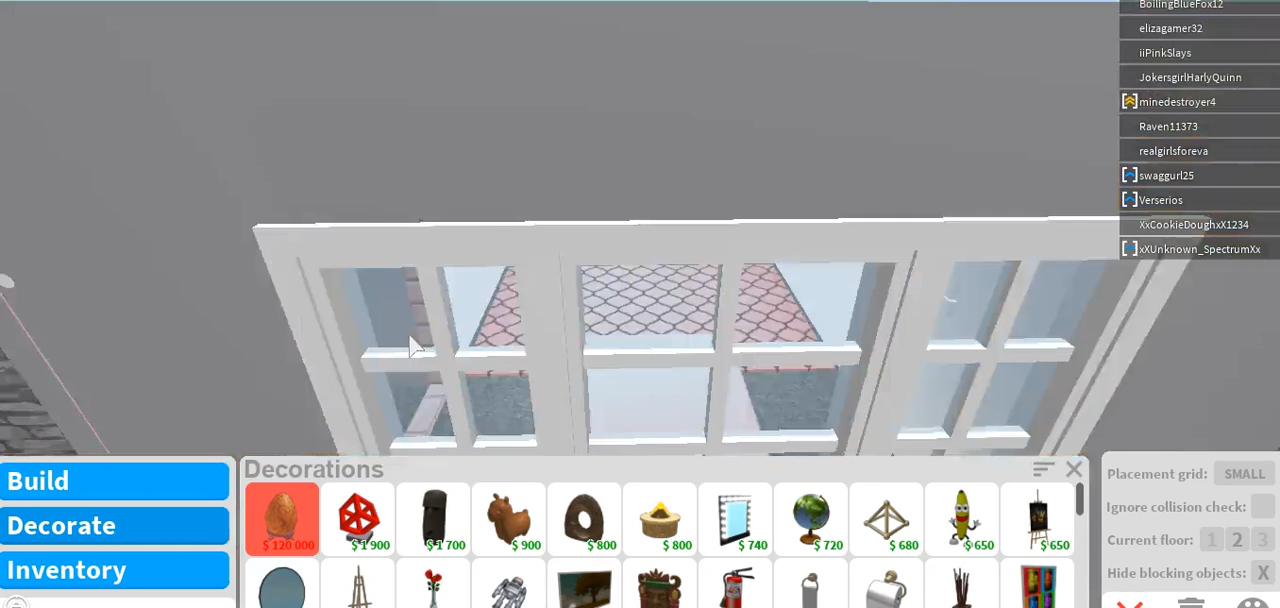 BoilingBlueFox12
elizagamer32
iiPinkSlays
JokersgirlHarlyQuinn
minedestroyer4
Raven11373
realgirlsforeva
swaggurl25
Verserios
XxCookieDoughxX1234
xXUnknown_SpectrumXx
Build
Decorate
Inventory
Decorations
$ 120 000
$ 1 900
$ 1 700
$ 900
$ 800
$ 800
$ 740
$ 720
$ 680
$ 650
$ 650
Placement grid: SMALL
Ignore collision check:
Current floor: 1 2 3
Hide blocking objects: X